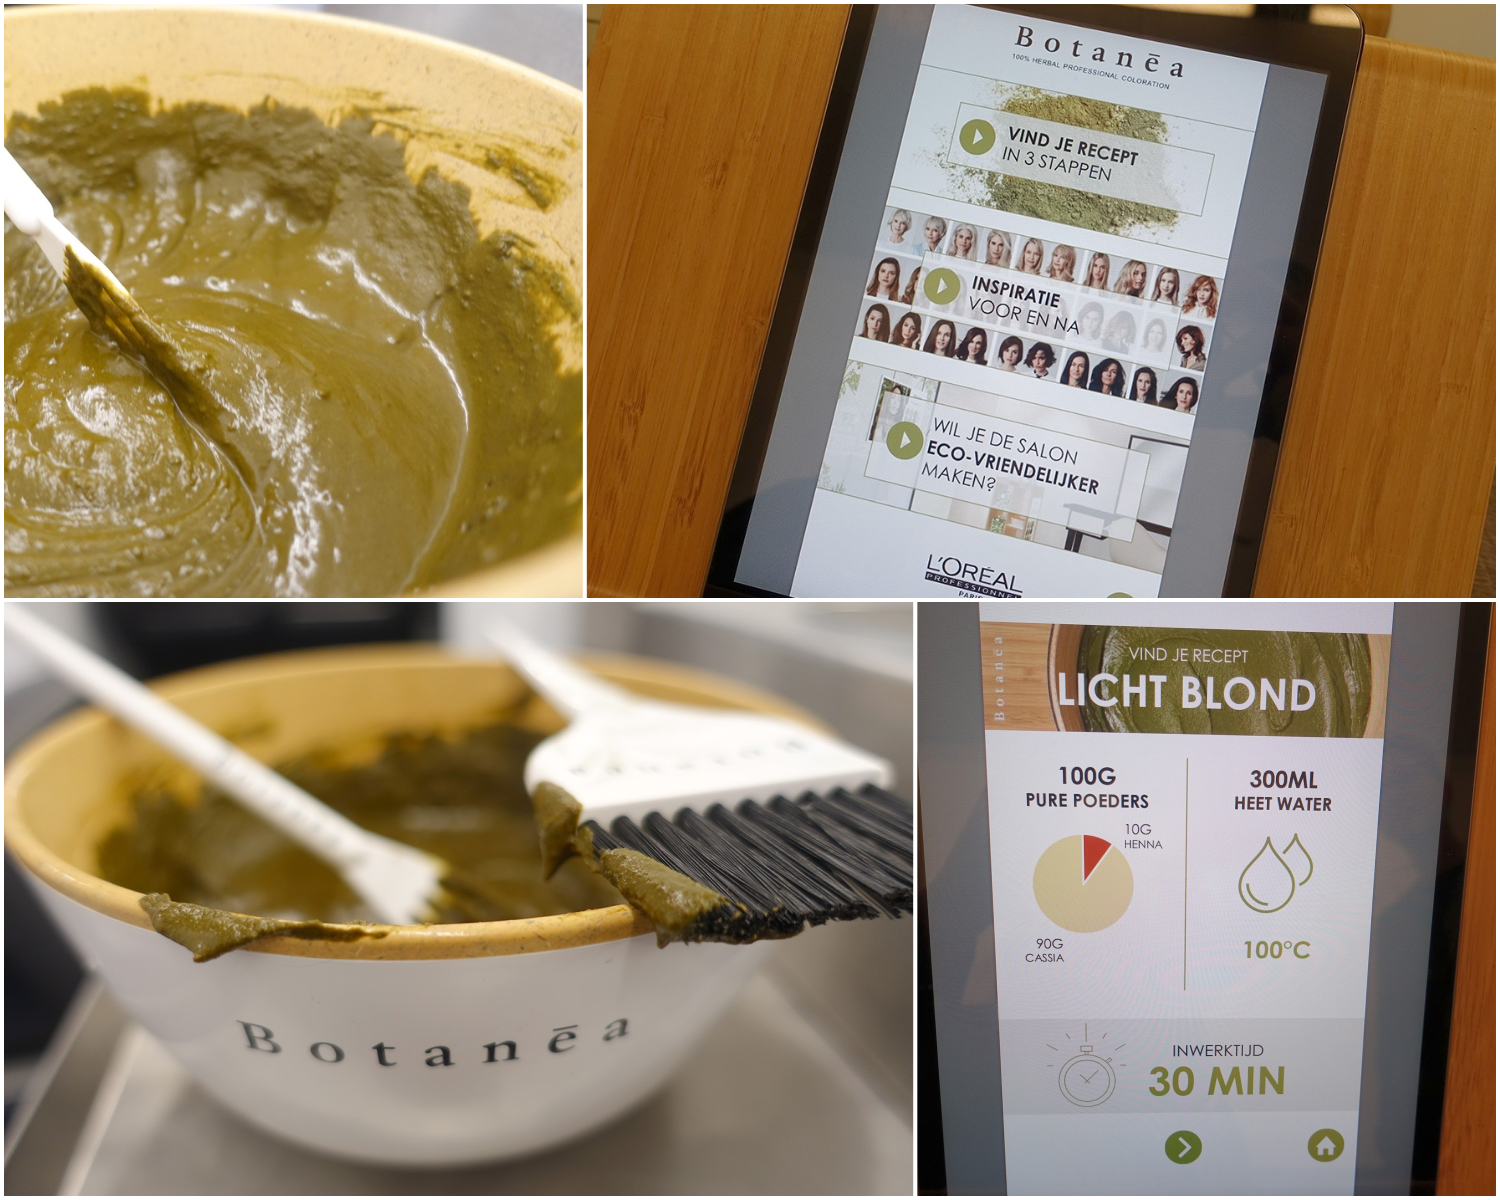 Botanēa
100% HERBAL PROFESSIONAL COLORATION
VIND JE RECEPT
IN 3 STAPPEN
INSPIRATIE
VOOR EN NA
WIL JE DE SALON
ECO-VRIENDELIJKER
MAKEN?
L'ORÉAL
PROFESSIONNEL
Botanēa
Botanēa
VIND JE RECEPT
LICHT BLOND
100G
PURE POEDERS
10G
HENNA
90G
CASSIA
300ML
HEET WATER
100°C
INWERKTIJD
30 MIN